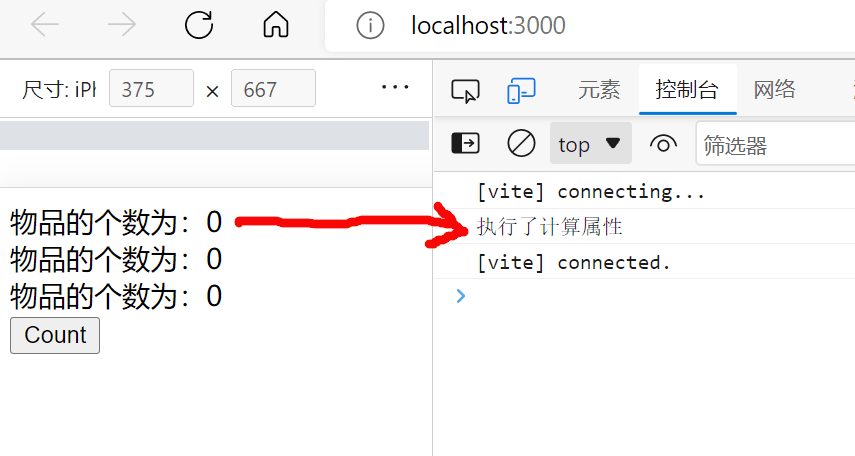 localhost:3000
尺寸: iPh
375 × 667 ...
元素 控制台 网络
top 筛选器
物品的个数为：0
物品的个数为：0
物品的个数为：0
Count
[vite] connecting...
执行了计算属性
[vite] connected.